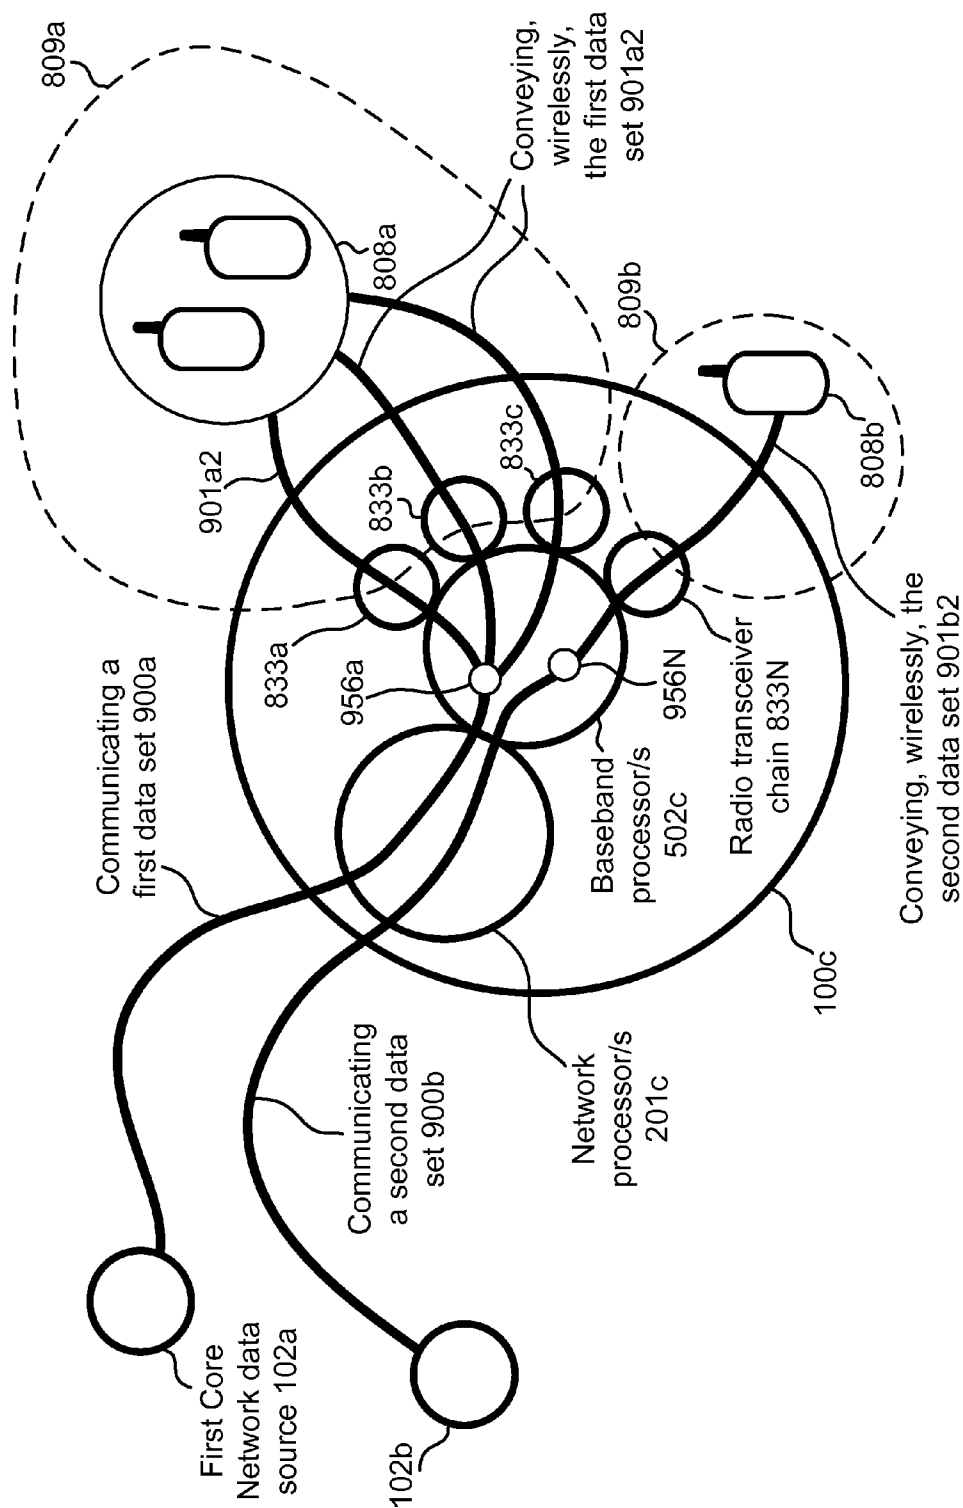 809a
Conveying,
wirelessly,
the first data
set 901a2
808a
809b
901a2
833b
833c
808b
833a
956a
956N
Communicating a
first data set 900a
Baseband
processor/s
502c
Radio transceiver
chain 833N
Conveying, wirelessly, the
second data set 901b2
100c
Communicating
a second data
set 900b
Network
processor/s
201c
First Core
Network data
source 102a
102b